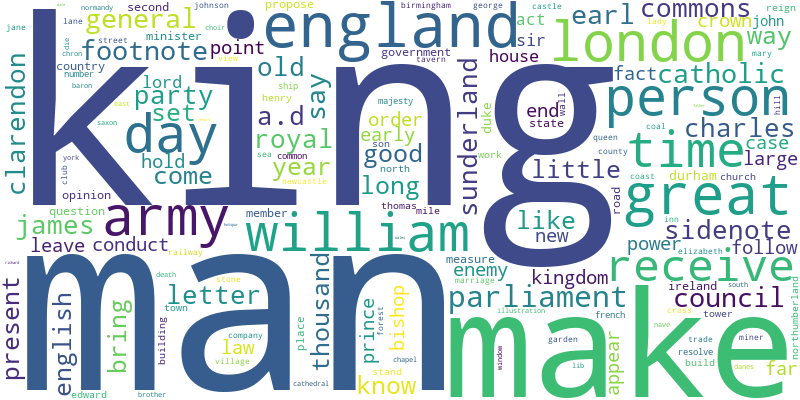 jane
normandy
lane
second
choir
johnson
birmingham
george
propose
castle
reign
general
england
earl
commons
act
crown
john
street
die
minister
view
jane
footnote
point
government
tavern
sir
london
way
lady
mary
chron
country
number
baron
lord
old
ship
house
fact
catholic
king
clarendon
party
say
henry
majesty
sunderland
duke
person
hill
wall
east
saxon
set
a.d
order
end
state
queen
charles
coal
day
royal
early
county
york
club
hold
sea
common
son
good
work
time
case
opinion
come
year
north
little
durham
church
large
newcastle
long
great
coast
james
question
army
member
thomas
mile
like
new
road
inn
sidenote
william
power
elizabeth
follow
leave
conduct
railway
measure
enemy
receive
present
richard
man
death
stone
letter
town
thousand
place
prince
forest
bishop
marriage
kingdom
parliament
ireland
south
council
northumberland
english
bring
building
company
law
village
illustration
french
cross
tower
make
nave
trade
miner
garden
resolve
build
danes
appear
window
lib
far
chapel
stand
know
edward
brother
cathedral